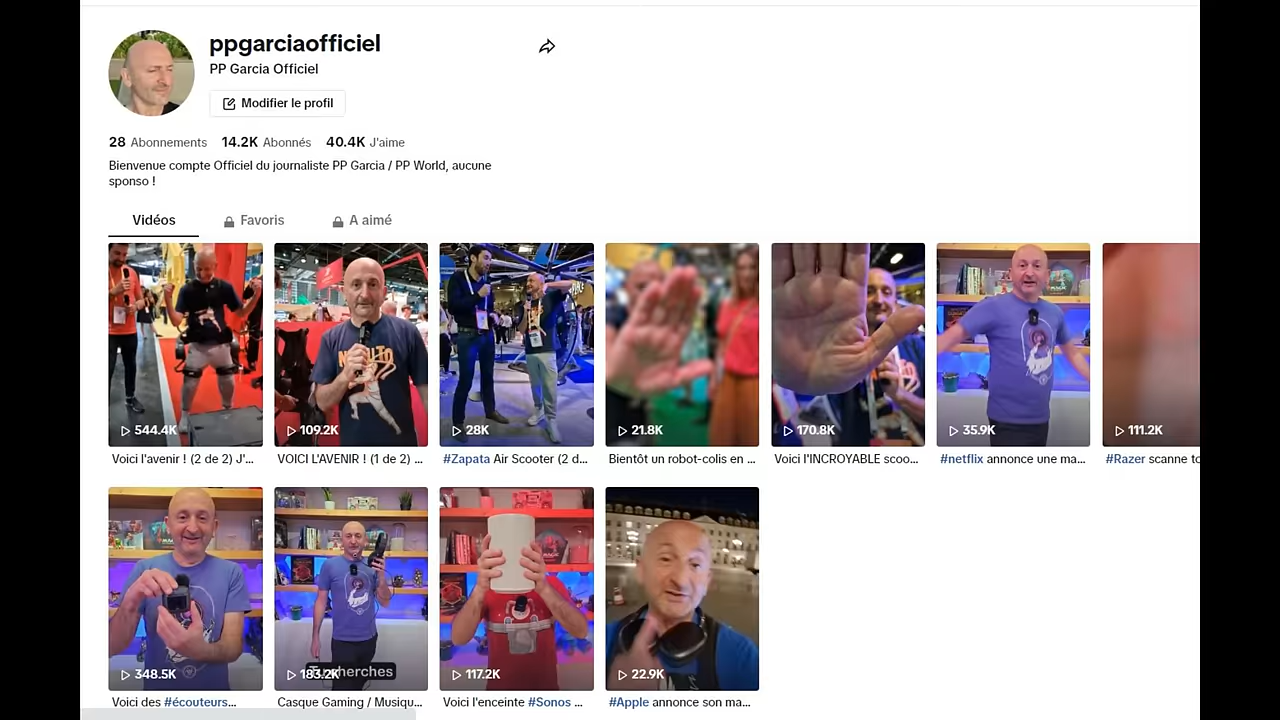 ppgarciaofficiel
PP Garcia Officiel
Modifier le profil
28 Abonnements 14.2K Abonnés 40.4K J'aime
Bienvenue compte Officiel du journaliste PP Garcia / PP World, aucune
sponso !
Vidéos Favoris A aimé
544.4K 109.2K 28K 21.8K 170.8K 35.9K 111.2K
Voici l'avenir ! (2 de 2) J'... VOICI L'AVENIR ! (1 de 2) ... #Zapata Air Scooter (2 d... Bientôt un robot-colis en ... Voici l'INCROYABLE scoo... #netflix annonce une ma... #Razer scanne to
348.5K 183.2K 117.2K 22.9K
Voici des #écouteurs... Casque Gaming / Musiqu... Voici l'enceinte #Sonos ... #Apple annonce son ma...